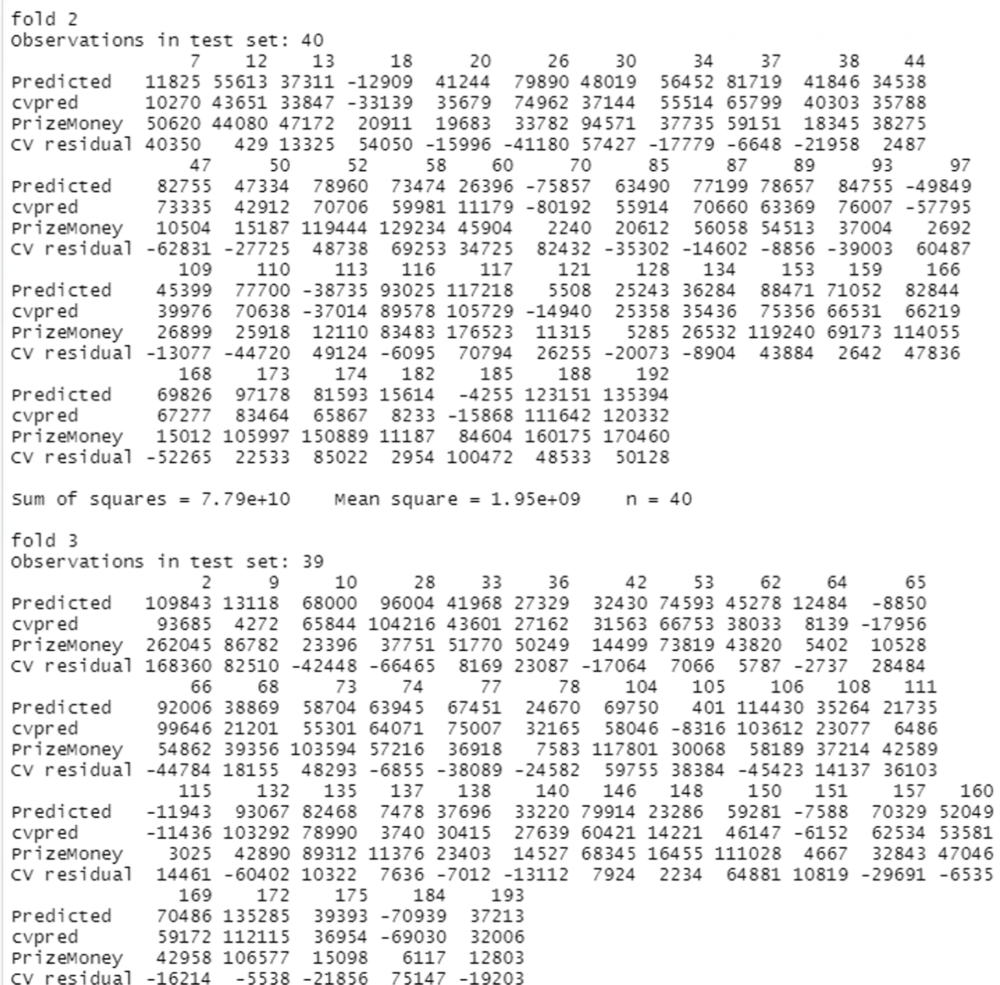 fold 2
Observations in test set: 40
                7    12    13     18     20     26    30     34    37     38    44
Predicted   11825 55613 37311 -12909  41244  79890 48019  56452 81719  41846 34538
cvpred      10270 43651 33847 -33139  35679  74962 37144  55514 65799  40303 35788
PrizeMoney  50620 44080 47172  20911  19683  33782 94571  37735 59151  18345 38275
CV residual 40350   429 13325  54050 -15996 -41180 57427 -17779 -6648 -21958  2487
                47     50     52     58    60     70     85     87    89     93     97
Predicted    82755  47334  78960  73474 26396 -75857  63490  77199 78657  84755 -49849
cvpred       73335  42912  70706  59981 11179 -80192  55914  70660 63369  76007 -57795
PrizeMoney   10504  15187 119444 129234 45904   2240  20612  56058 54513  37004   2692
CV residual -62831 -27725  48738  69253 34725  82432 -35302 -14602 -8856 -39003  60487
               109    110    113   116    117    121    128   134    153   159    166
Predicted    45399  77700 -38735 93025 117218   5508  25243 36284  88471 71052  82844
cvpred       39976  70638 -37014 89578 105729 -14940  25358 35436  75356 66531  66219
PrizeMoney   26899  25918  12110 83483 176523  11315   5285 26532 119240 69173 114055
CV residual -13077 -44720  49124 -6095  70794  26255 -20073 -8904  43884  2642  47836
               168    173    174   182    185    188    192
Predicted    69826  97178  81593 15614  -4255 123151 135394
cvpred       67277  83464  65867  8233 -15868 111642 120332
PrizeMoney   15012 105997 150889 11187  84604 160175 170460
CV residual -52265  22533  85022  2954 100472  48533  50128
Sum of squares = 7.79e+10    Mean square = 1.95e+09    n = 40
fold 3
Observations in test set: 39
                 2     9     10     28    33    36     42    53    62    64     65
Predicted   109843 13118  68000  96004 41968 27329  32430 74593 45278 12484  -8850
cvpred       93685  4272  65844 104216 43601 27162  31563 66753 38033  8139 -17956
PrizeMoney  262045 86782  23396  37751 51770 50249  14499 73819 43820  5402  10528
CV residual 168360 82510 -42448 -66465  8169 23087 -17064  7066  5787 -2737  28484
                66    68     73    74     77     78    104   105    106   108   111
Predicted    92006 38869  58704 63945  67451  24670  69750   401 114430 35264 21735
cvpred       99646 21201  55301 64071  75007  32165  58046 -8316 103612 23077  6486
PrizeMoney   54862 39356 103594 57216  36918   7583 117801 30068  58189 37214 42589
CV residual -44784 18155  48293 -6855 -38089 -24582  59755 38384 -45423 14137 36103
               115    132   135   137   138    140   146   148    150   151    157   160
Predicted   -11943  93067 82468  7478 37696  33220 79914 23286  59281 -7588  70329 52049
cvpred      -11436 103292 78990  3740 30415  27639 60421 14221  46147 -6152  62534 53581
PrizeMoney    3025  42890 89312 11376 23403  14527 68345 16455 111028  4667  32843 47046
CV residual  14461 -60402 10322  7636 -7012 -13112  7924  2234  64881 10819 -29691 -6535
               169    172    175    184    193
Predicted    70486 135285  39393 -70939  37213
cvpred       59172 112115  36954 -69030  32006
PrizeMoney   42958 106577  15098   6117  12803
CV residual -16214  -5538 -21856  75147 -19203